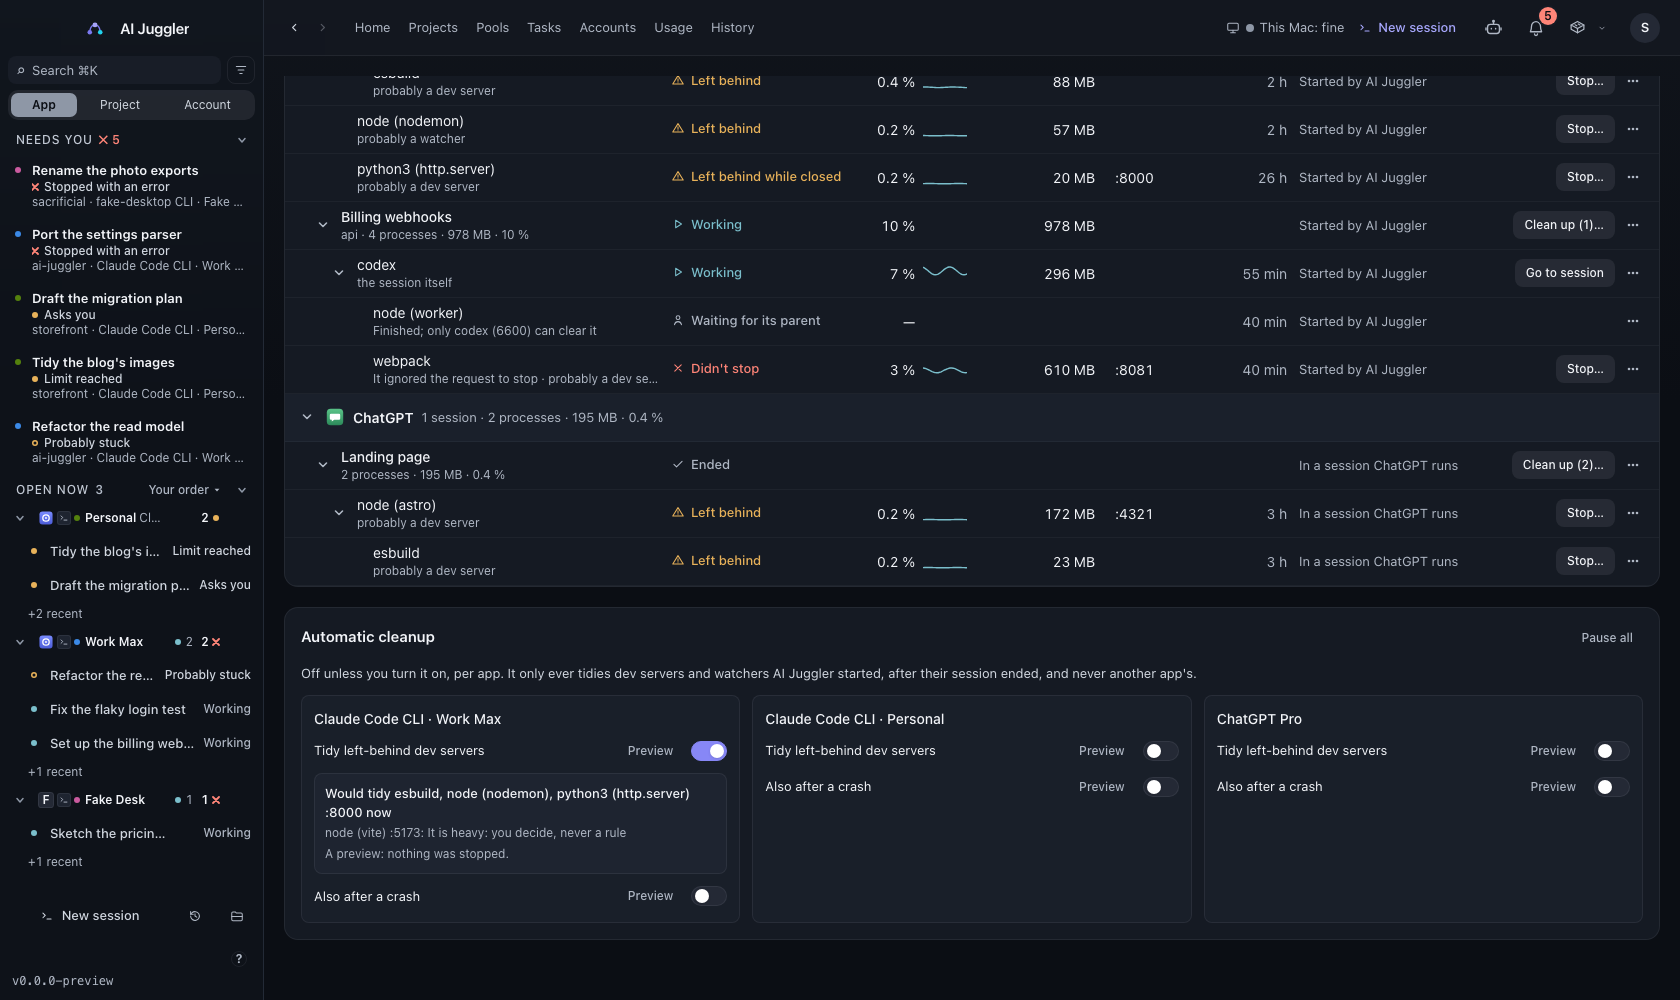 AI Juggler
Search ⌘K
App Project Account
NEEDS YOU 5
Rename the photo exports
Stopped with an error
sacrificial · fake-desktop CLI · Fake ...
Port the settings parser
Stopped with an error
ai-juggler · Claude Code CLI · Work ...
Draft the migration plan
Asks you
storefront · Claude Code CLI · Perso...
Tidy the blog's images
Limit reached
storefront · Claude Code CLI · Perso...
Refactor the read model
Probably stuck
ai-juggler · Claude Code CLI · Work ...
OPEN NOW 3 Your order
Personal Cl... 2
Tidy the blog's i... Limit reached
Draft the migration p... Asks you
+2 recent
Work Max 2 2
Refactor the re... Probably stuck
Fix the flaky login test Working
Set up the billing web... Working
+1 recent
F Fake Desk 1 1
Sketch the pricin... Working
+1 recent
New session
?
v0.0.0-preview
Home Projects Pools Tasks Accounts Usage History
This Mac: fine New session 5 S
esbuild Left behind 0.4 % 88 MB 2 h Started by AI Juggler Stop...
probably a dev server
node (nodemon) Left behind 0.2 % 57 MB 2 h Started by AI Juggler Stop...
probably a watcher
python3 (http.server) Left behind while closed 0.2 % 20 MB :8000 26 h Started by AI Juggler Stop...
probably a dev server
Billing webhooks Working 10 % 978 MB Started by AI Juggler Clean up (1)...
api · 4 processes · 978 MB · 10 %
codex Working 7 % 296 MB 55 min Started by AI Juggler Go to session
the session itself
node (worker) Waiting for its parent — 40 min Started by AI Juggler
Finished; only codex (6600) can clear it
webpack Didn't stop 3 % 610 MB :8081 40 min Started by AI Juggler Stop...
It ignored the request to stop · probably a dev se...
ChatGPT 1 session · 2 processes · 195 MB · 0.4 %
Landing page Ended In a session ChatGPT runs Clean up (2)...
2 processes · 195 MB · 0.4 %
node (astro) Left behind 0.2 % 172 MB :4321 3 h In a session ChatGPT runs Stop...
probably a dev server
esbuild Left behind 0.2 % 23 MB 3 h In a session ChatGPT runs Stop...
probably a dev server
Automatic cleanup Pause all
Off unless you turn it on, per app. It only ever tidies dev servers and watchers AI Juggler started, after their session ended, and never another app's.
Claude Code CLI · Work Max
Tidy left-behind dev servers Preview
Would tidy esbuild, node (nodemon), python3 (http.server)
:8000 now
node (vite) :5173: It is heavy: you decide, never a rule
A preview: nothing was stopped.
Also after a crash Preview
Claude Code CLI · Personal
Tidy left-behind dev servers Preview
Also after a crash Preview
ChatGPT Pro
Tidy left-behind dev servers Preview
Also after a crash Preview